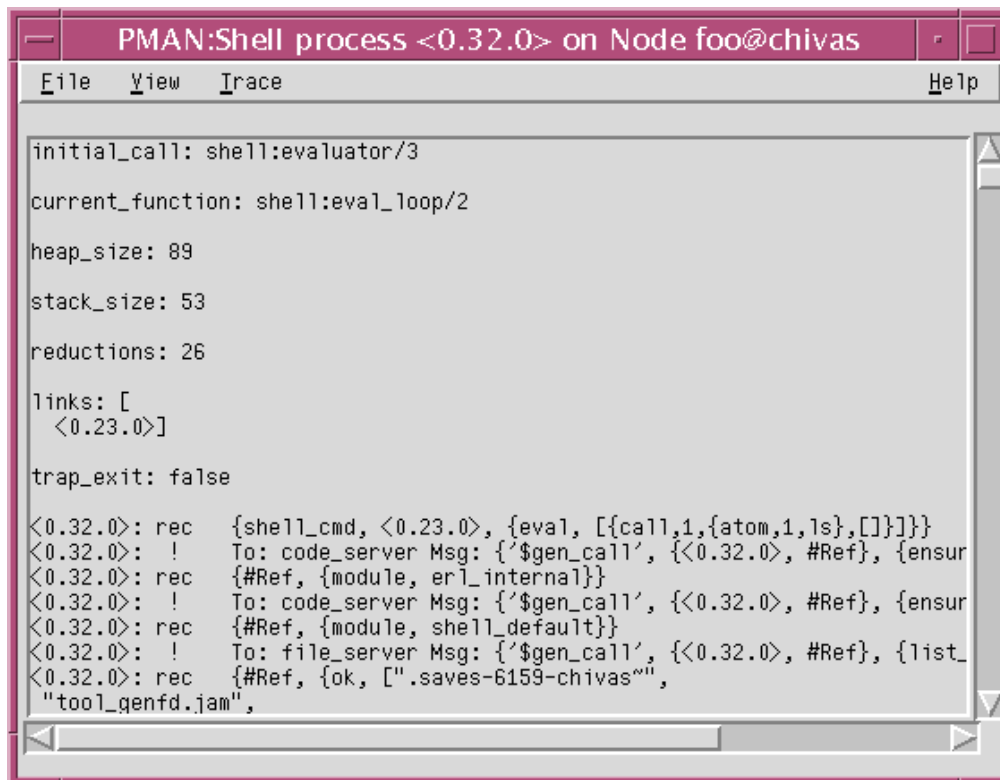 PMAN:Shell process <0.32.0> on Node foo@chivas
File View Trace Help
initial_call: shell:evaluator/3
current_function: shell:eval_loop/2
heap_size: 89
stack_size: 53
reductions: 26
links: [
  <0.23.0>]
trap_exit: false
<0.32.0>: rec   {shell_cmd, <0.23.0>, {eval, [{call,1,{atom,1,ls},[]}]}}
<0.32.0>:  !    To: code_server Msg: {'$gen_call', {<0.32.0>, #Ref}, {ensur
<0.32.0>: rec   {#Ref, {module, erl_internal}}
<0.32.0>:  !    To: code_server Msg: {'$gen_call', {<0.32.0>, #Ref}, {ensur
<0.32.0>: rec   {#Ref, {module, shell_default}}
<0.32.0>:  !    To: file_server Msg: {'$gen_call', {<0.32.0>, #Ref}, {list_
<0.32.0>: rec   {#Ref, {ok, [".saves-6159-chivas~",
 "tool_genfd.jam",